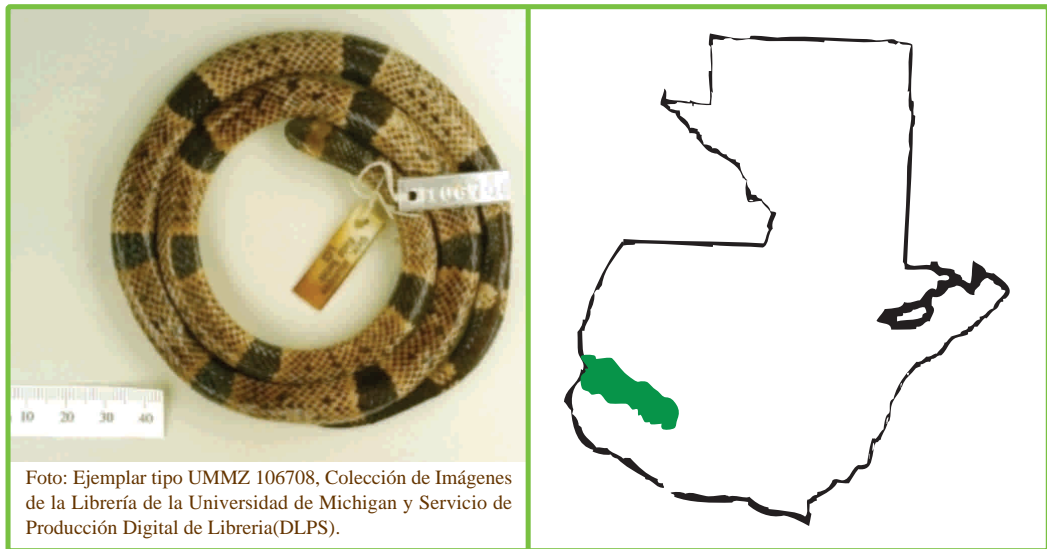 106708
10 20 30 40
Foto: Ejemplar tipo UMMZ 106708, Colección de Imágenes
de la Librería de la Universidad de Michigan y Servicio de
Producción Digital de Libreria(DLPS).